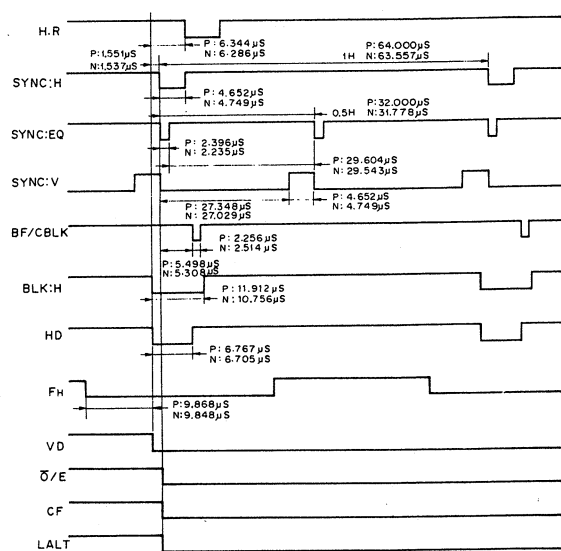 H.R
P:1.551µS
N:1.537µS
P:6.344µS
N:6.286µS
1H
P:64.000µS
N:63.557µS
SYNC:H
P:4.652µS
N:4.749µS
0.5H
P:32.000µS
N:31.778µS
SYNC:EQ
P:2.396µS
N:2.235µS
P:29.604µS
N:29.543µS
SYNC:V
P:27.348µS
N:27.029µS
P:4.652µS
N:4.749µS
BF/CBLK
P:2.256µS
N:2.514µS
P:5.498µS
N:5.308µS
BLK:H
P:11.912µS
N:10.756µS
HD
P:6.767µS
N:6.705µS
FH
P:9.868µS
N:9.848µS
VD
O̅/E
CF
LALT